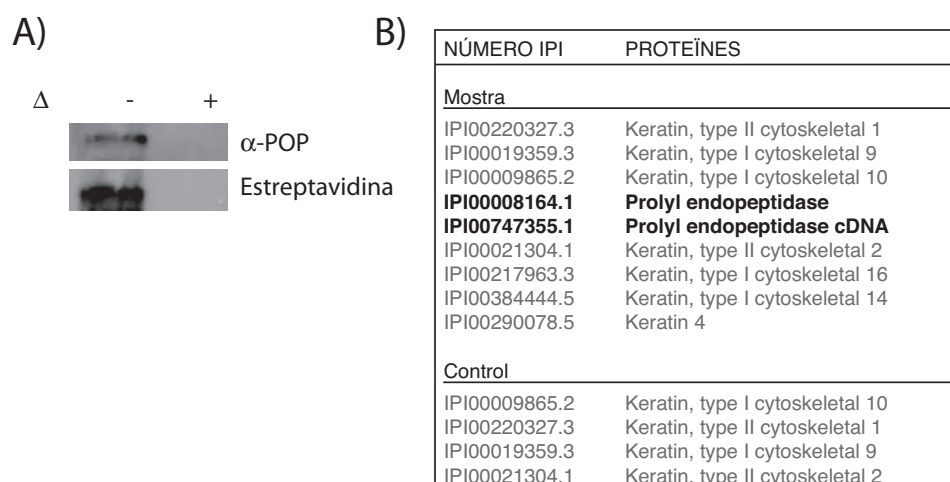 A)
Δ - +
α-POP
Estreptavidina
B)
NÚMERO IPI PROTEÏNES
Mostra
IPI00220327.3 Keratin, type II cytoskeletal 1
IPI00019359.3 Keratin, type I cytoskeletal 9
IPI00009865.2 Keratin, type I cytoskeletal 10
IPI00008164.1 Prolyl endopeptidase
IPI00747355.1 Prolyl endopeptidase cDNA
IPI00021304.1 Keratin, type II cytoskeletal 2
IPI00217963.3 Keratin, type I cytoskeletal 16
IPI00384444.5 Keratin, type I cytoskeletal 14
IPI00290078.5 Keratin 4
Control
IPI00009865.2 Keratin, type I cytoskeletal 10
IPI00220327.3 Keratin, type II cytoskeletal 1
IPI00019359.3 Keratin, type I cytoskeletal 9
IPI00021304.1 Keratin, type II cytoskeletal 2